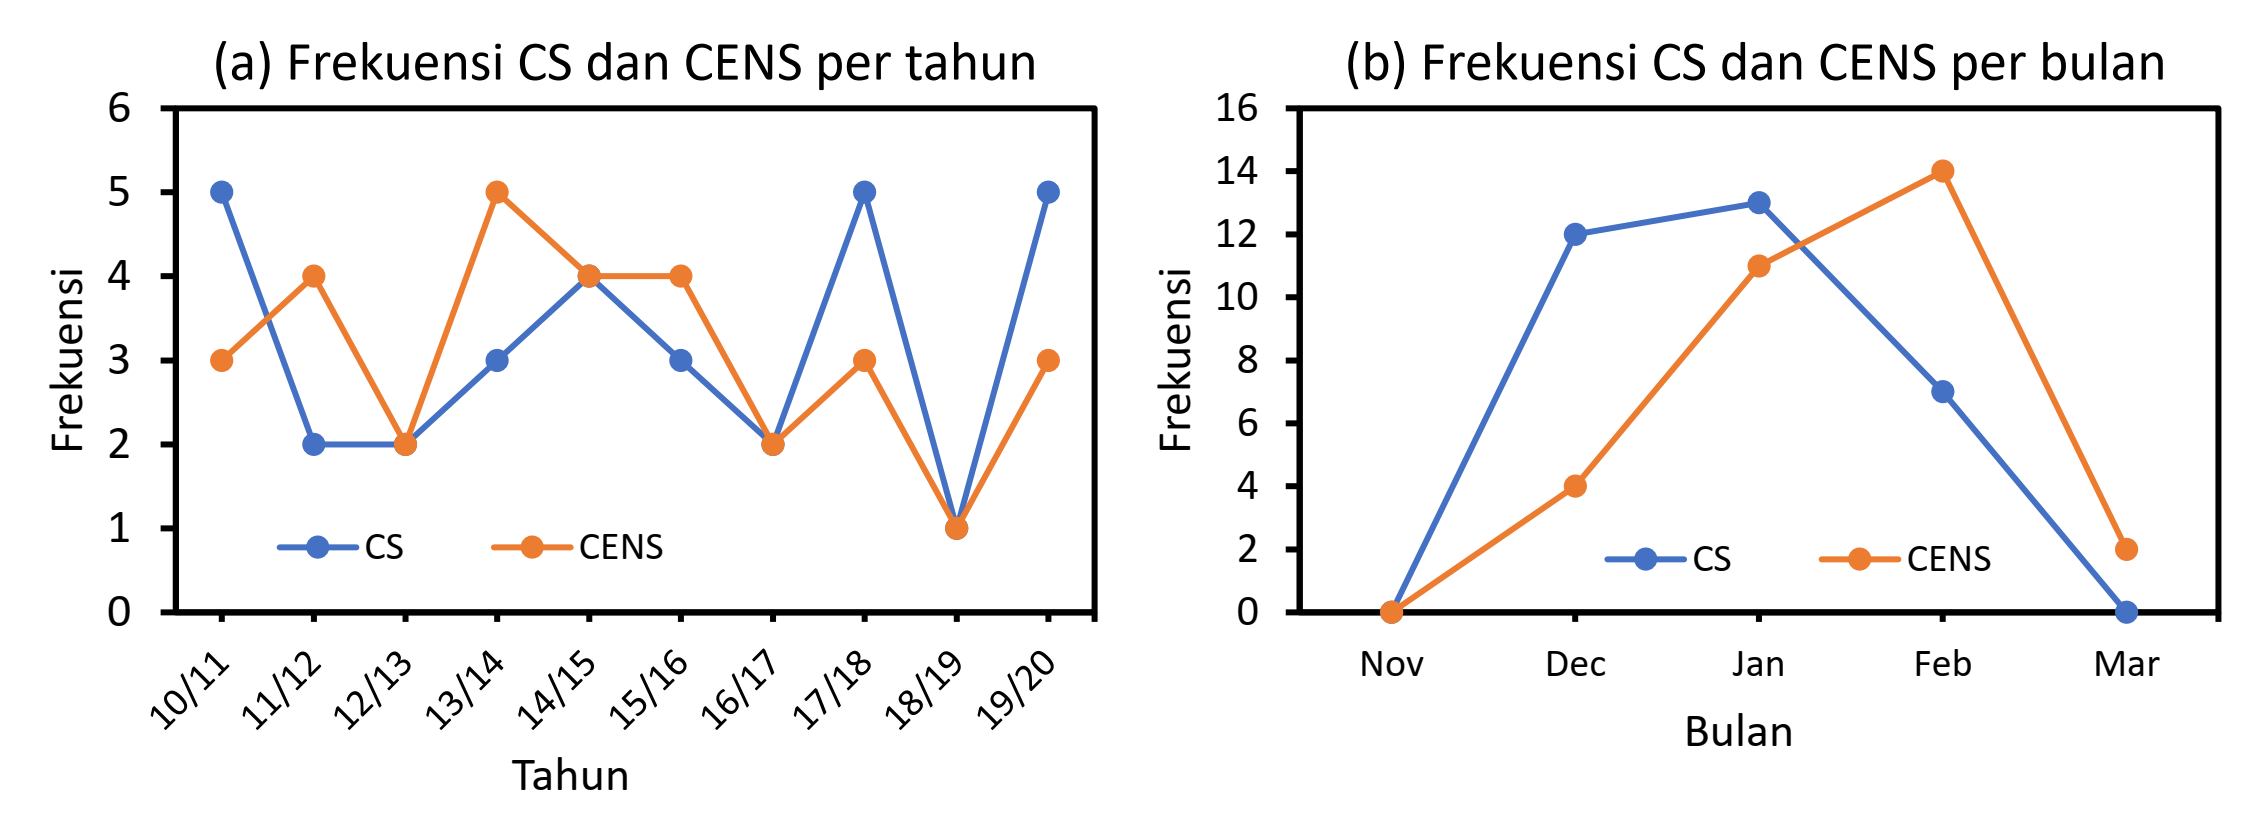 (a) Frekuensi CS dan CENS per tahun
6
5
4
3
2
1
0
Frekuensi
CS
CENS
10/11
11/12
12/13
13/14
14/15
15/16
16/17
17/18
18/19
19/20
Tahun
(b) Frekuensi CS dan CENS per bulan
16
14
12
10
8
6
4
2
0
Frekuensi
CS
CENS
Nov
Dec
Jan
Feb
Mar
Bulan